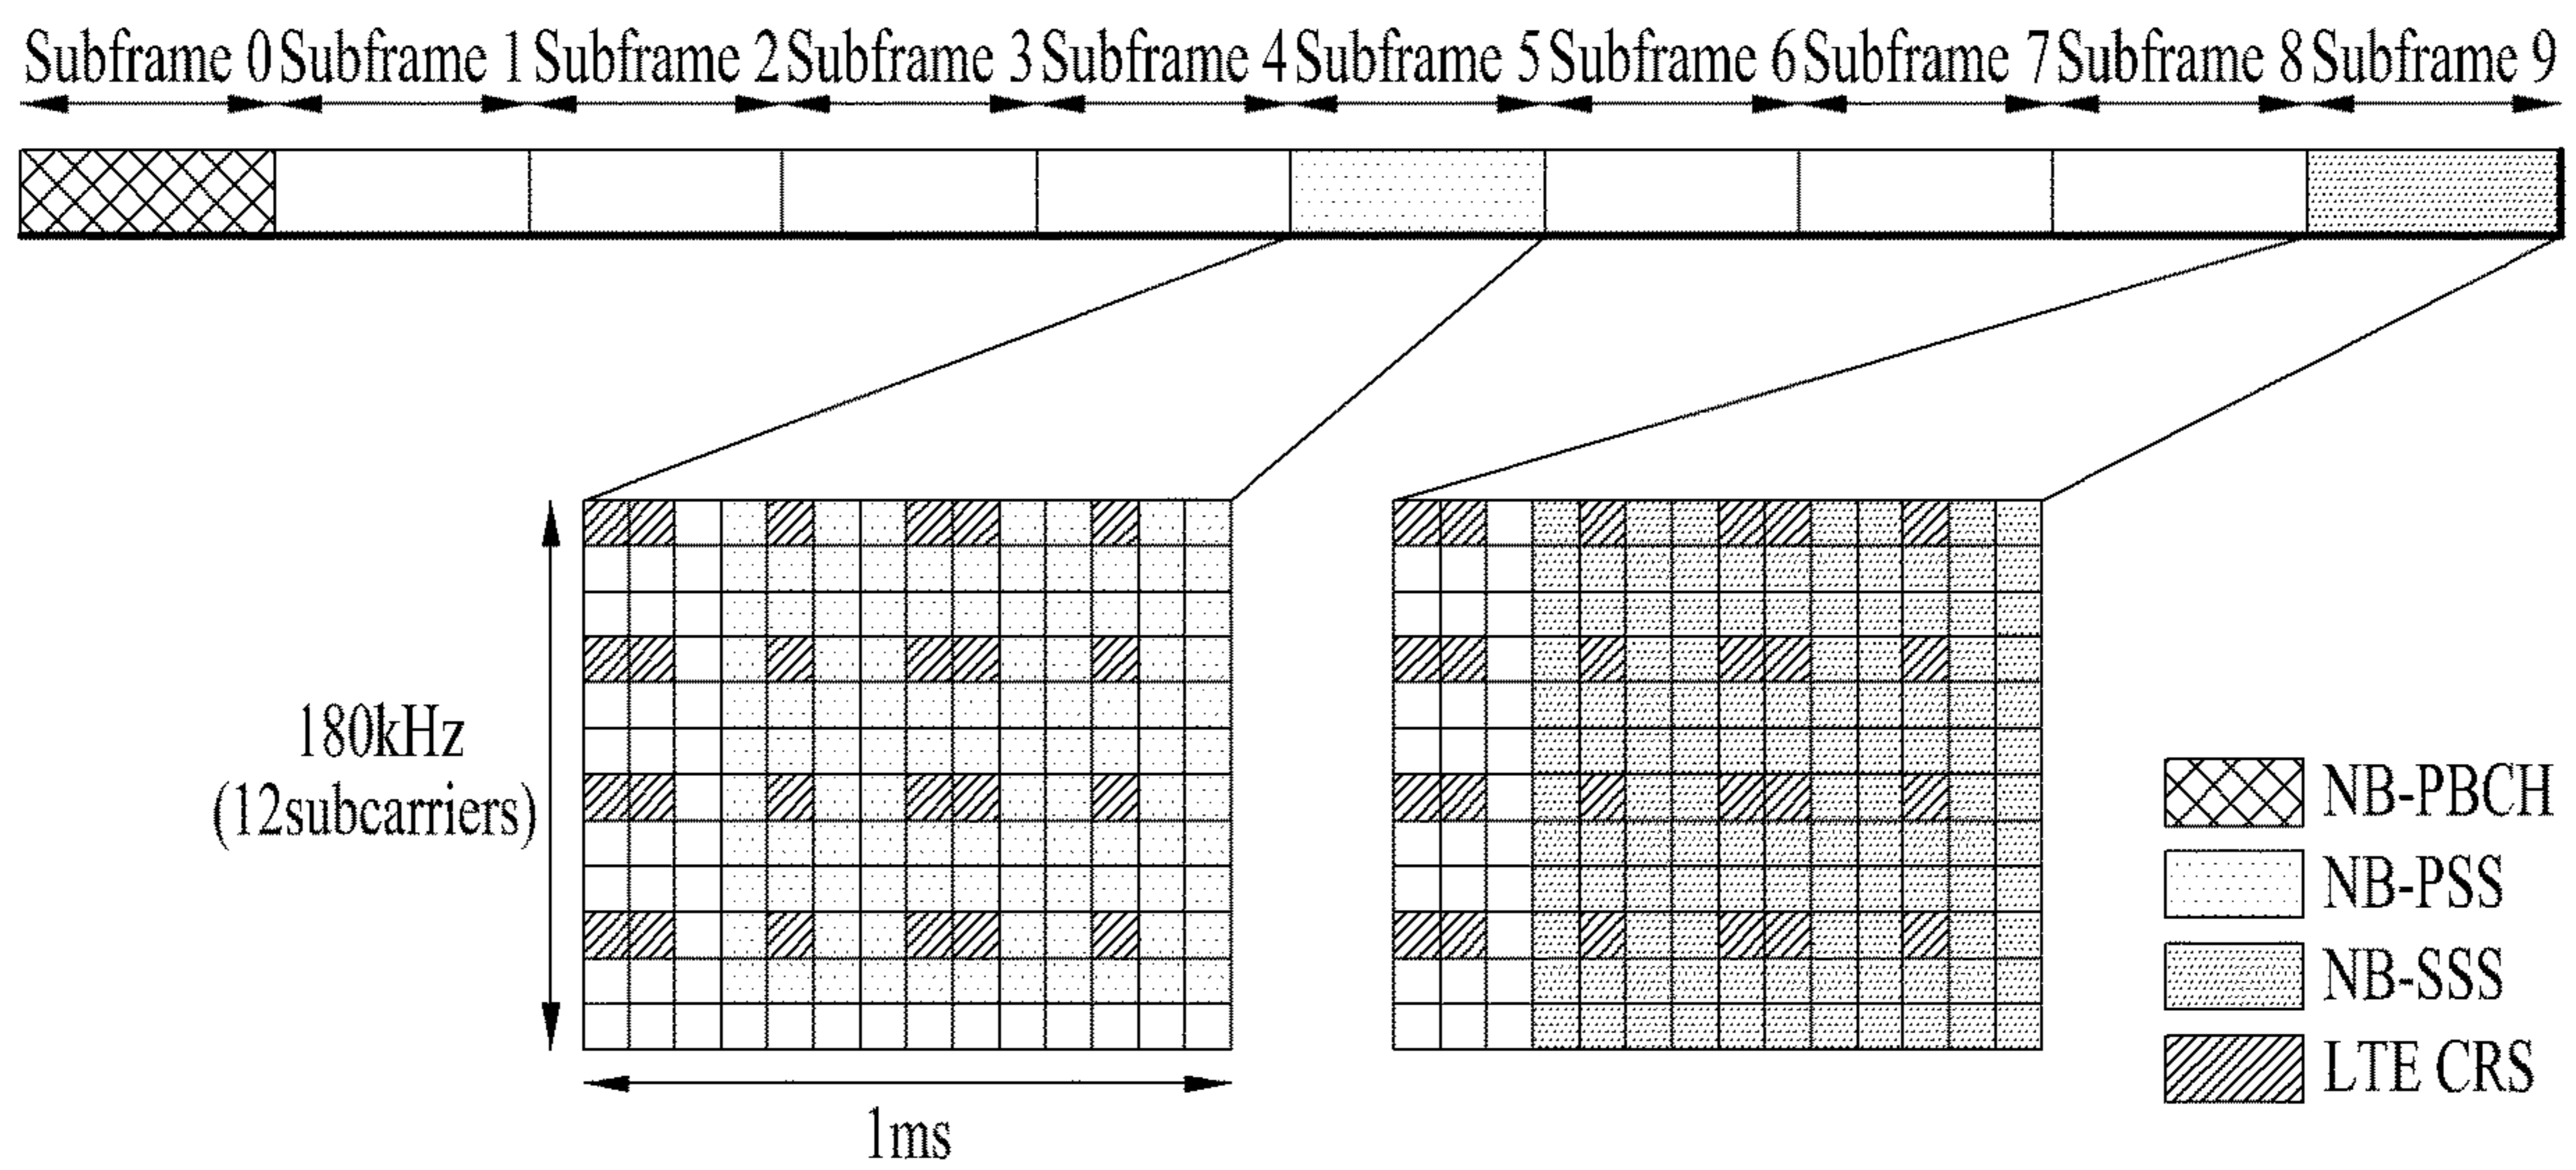 Subframe 0 Subframe 1 Subframe 2 Subframe 3 Subframe 4 Subframe 5 Subframe 6 Subframe 7 Subframe 8 Subframe 9
180kHz
(12subcarriers)
1ms
NB-PBCH
NB-PSS
NB-SSS
LTE CRS